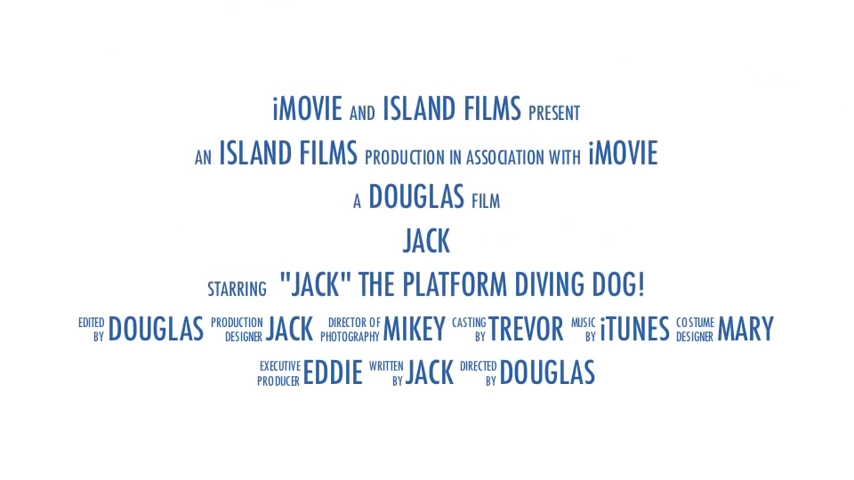 iMOVIE AND ISLAND FILMS PRESENT
AN ISLAND FILMS PRODUCTION IN ASSOCIATION WITH iMOVIE
A DOUGLAS FILM
JACK
STARRING "JACK" THE PLATFORM DIVING DOG!
EDITED BY DOUGLAS PRODUCTION DESIGNER JACK DIRECTOR OF PHOTOGRAPHY MIKEY CASTING BY TREVOR MUSIC BY iTUNES COSTUME DESIGNER MARY
EXECUTIVE PRODUCER EDDIE WRITTEN BY JACK DIRECTED BY DOUGLAS